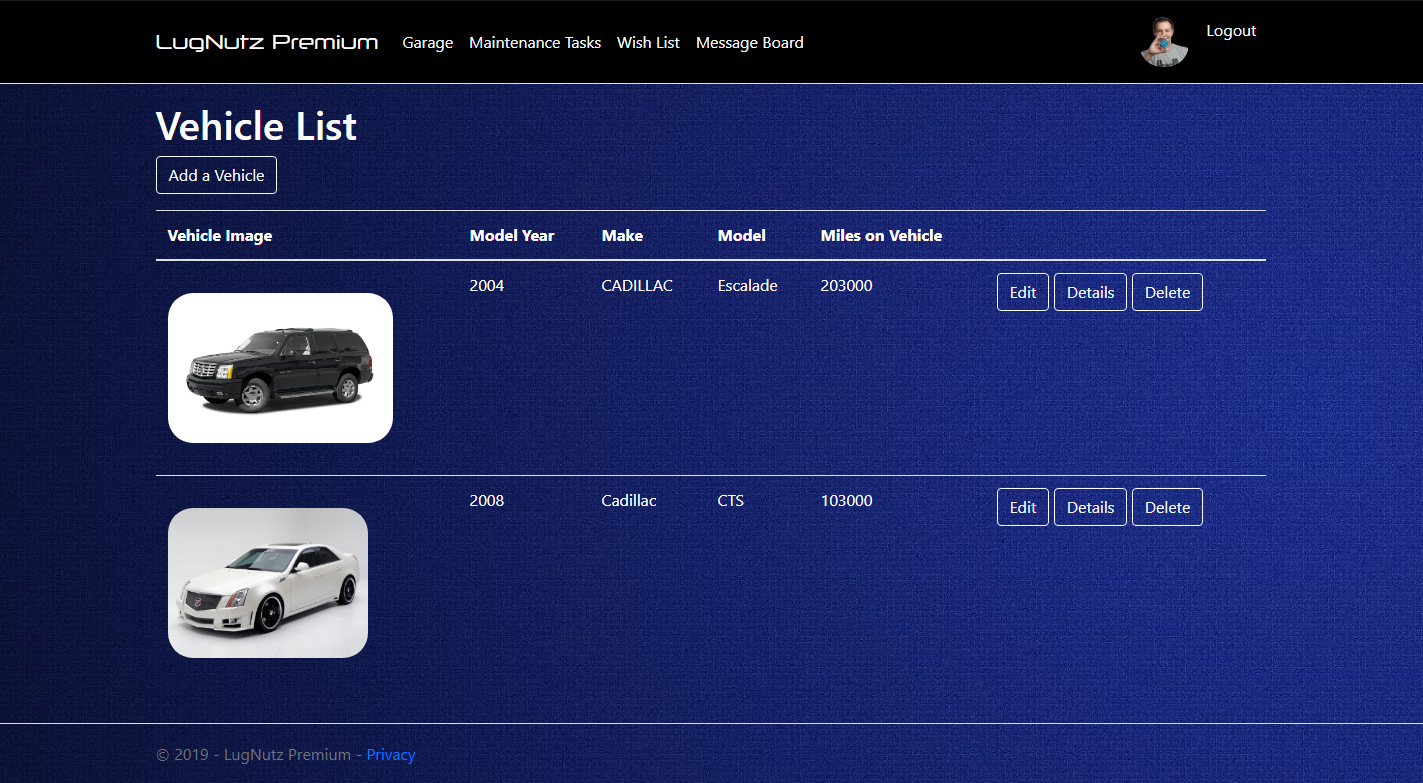 LugNutz Premium Garage Maintenance Tasks Wish List Message Board Logout
Vehicle List
Add a Vehicle
Vehicle Image Model Year Make Model Miles on Vehicle
2004 CADILLAC Escalade 203000 Edit Details Delete
2008 Cadillac CTS 103000 Edit Details Delete
© 2019 - LugNutz Premium - Privacy